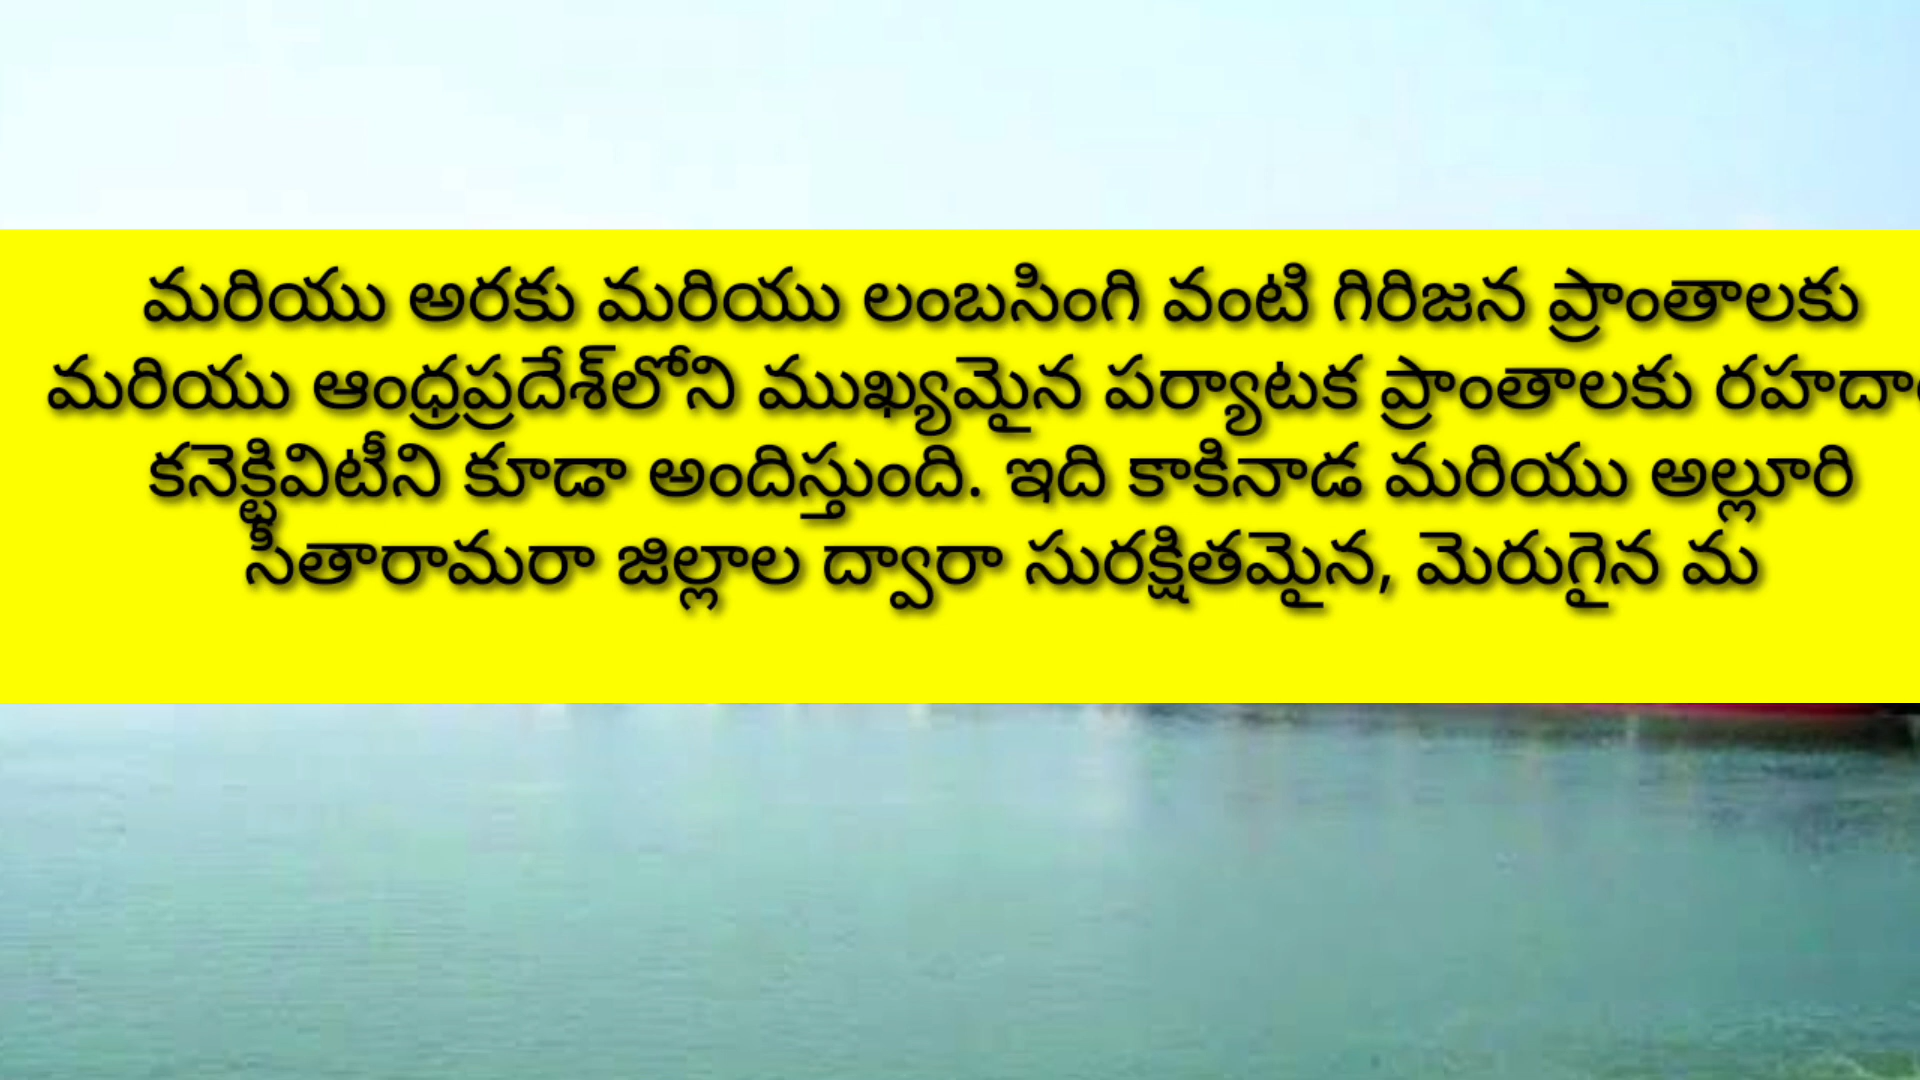 మరియు అరకు మరియు లంబసింగి వంటి గిరిజన ప్రాంతాలకు
మరియు ఆంధ్రప్రదేశ్‌లోని ముఖ్యమైన పర్యాటక ప్రాంతాలకు
కనెక్టివిటీని కూడా అందిస్తుంది. ఇది కాకినాడ మరియు అల్లూరి
సీతారామరా జిల్లాల ద్వారా సురక్షితమైన, మెరుగైన మ